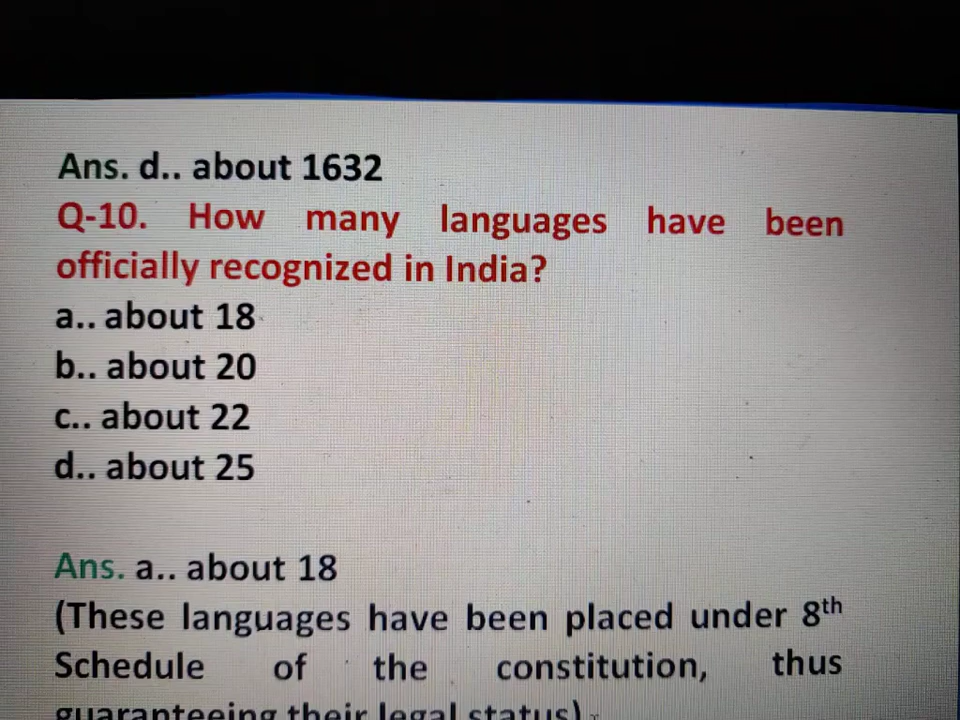 Ans. d.. about 1632
Q-10. How many languages have been
officially recognized in India?
a.. about 18
b.. about 20
c.. about 22
d.. about 25
Ans. a.. about 18
(These languages have been placed under 8th
Schedule of the constitution, thus
guaranteeing their legal status).